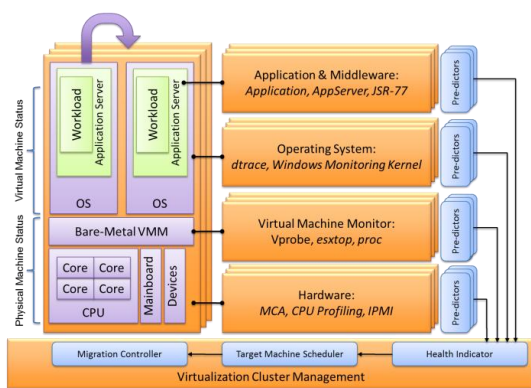 Virtual Machine Status
Physical Machine Status
Workload
Application Server
OS
Workload
Application Server
OS
Bare-Metal VMM
Core
Core
Core
Core
CPU
Mainboard
Devices
Application & Middleware:
Application, AppServer, JSR-77
Pre-dictors
Operating System:
dtrace, Windows Monitoring Kernel
Pre-dictors
Virtual Machine Monitor:
Vprobe, esxtop, proc
Pre-dictors
Hardware:
MCA, CPU Profiling, IPMI
Pre-dictors
Migration Controller
Target Machine Scheduler
Health Indicator
Virtualization Cluster Management